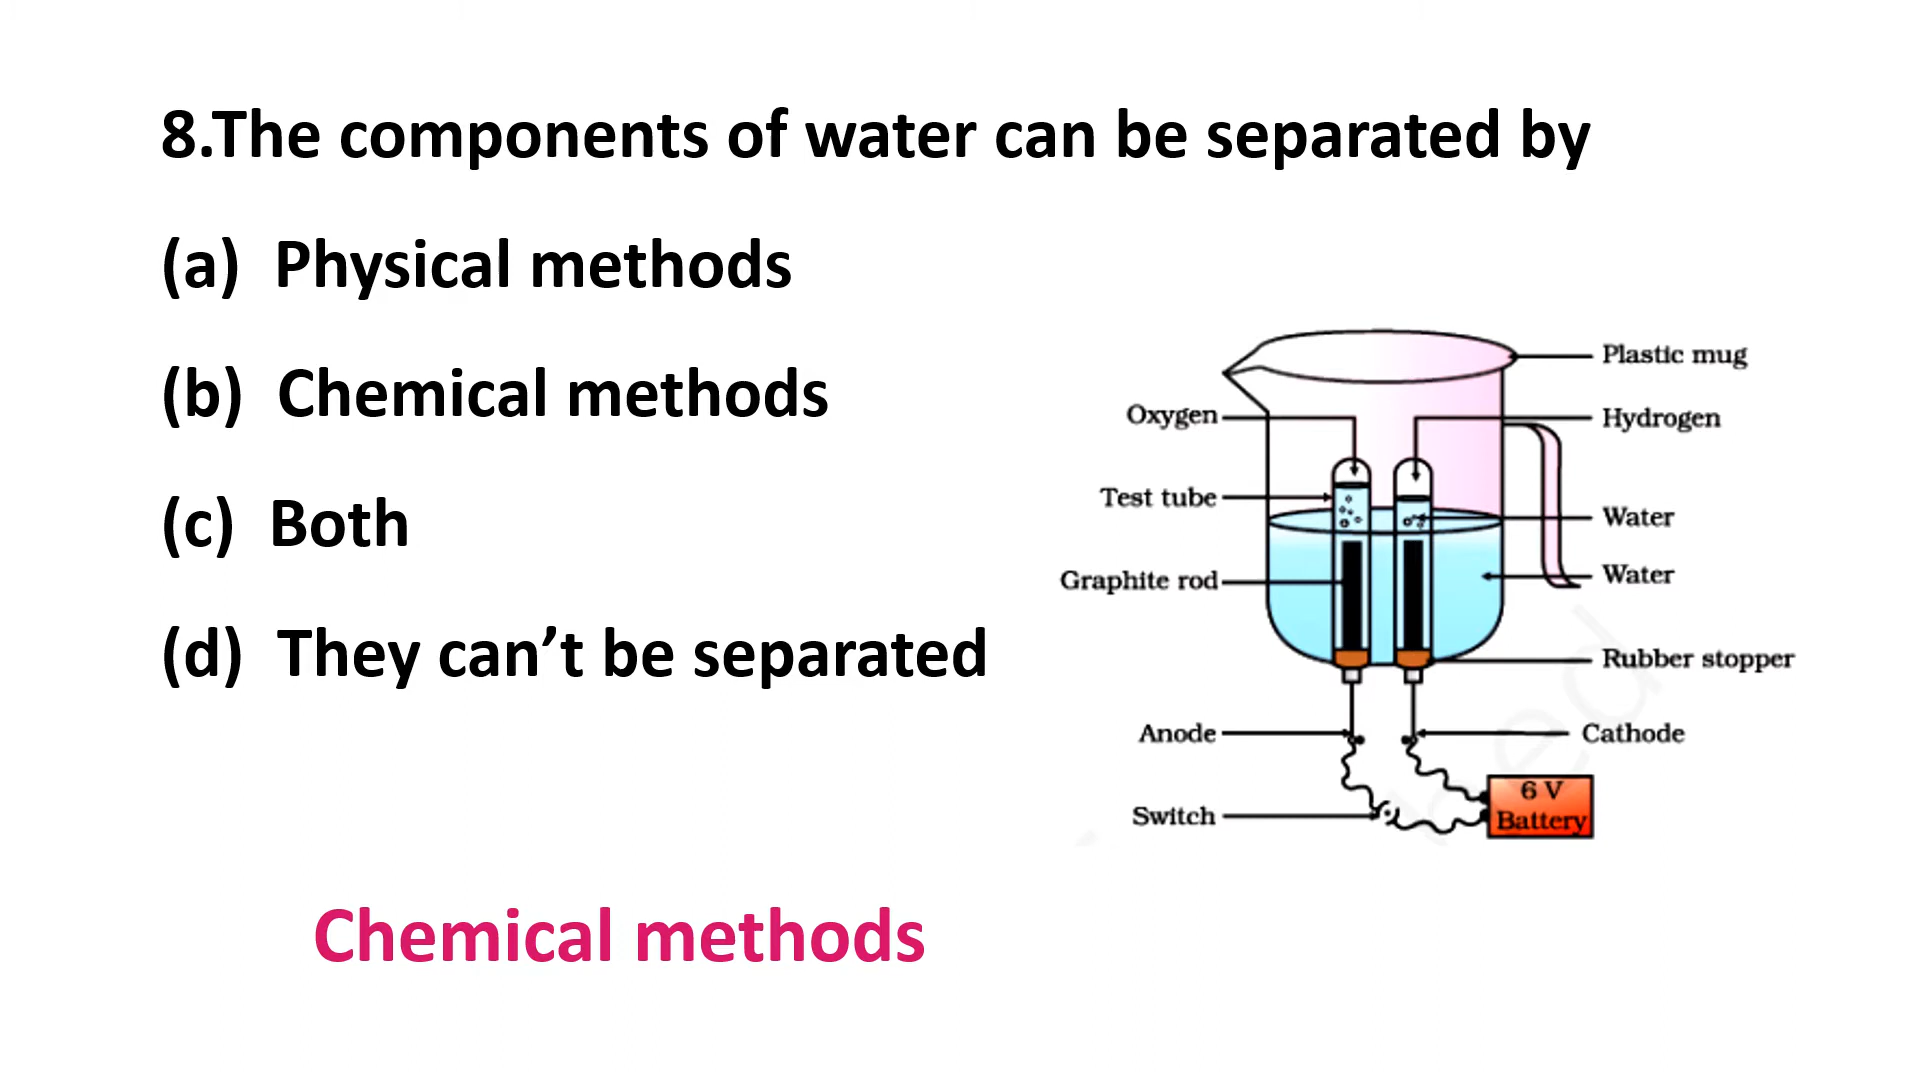 8.The components of water can be separated by
(a) Physical methods
(b) Chemical methods
(c) Both
(d) They can’t be separated
Plastic mug
Oxygen
Hydrogen
Test tube
Water
Graphite rod
Water
Rubber stopper
Anode
Cathode
Switch
6 V
Battery
Chemical methods